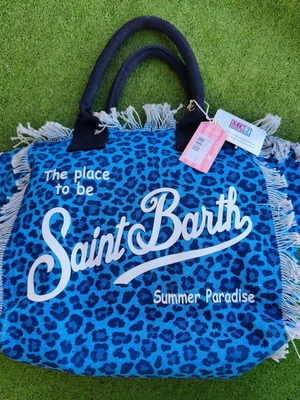 The place
to be
Saint Barth
Summer Paradise